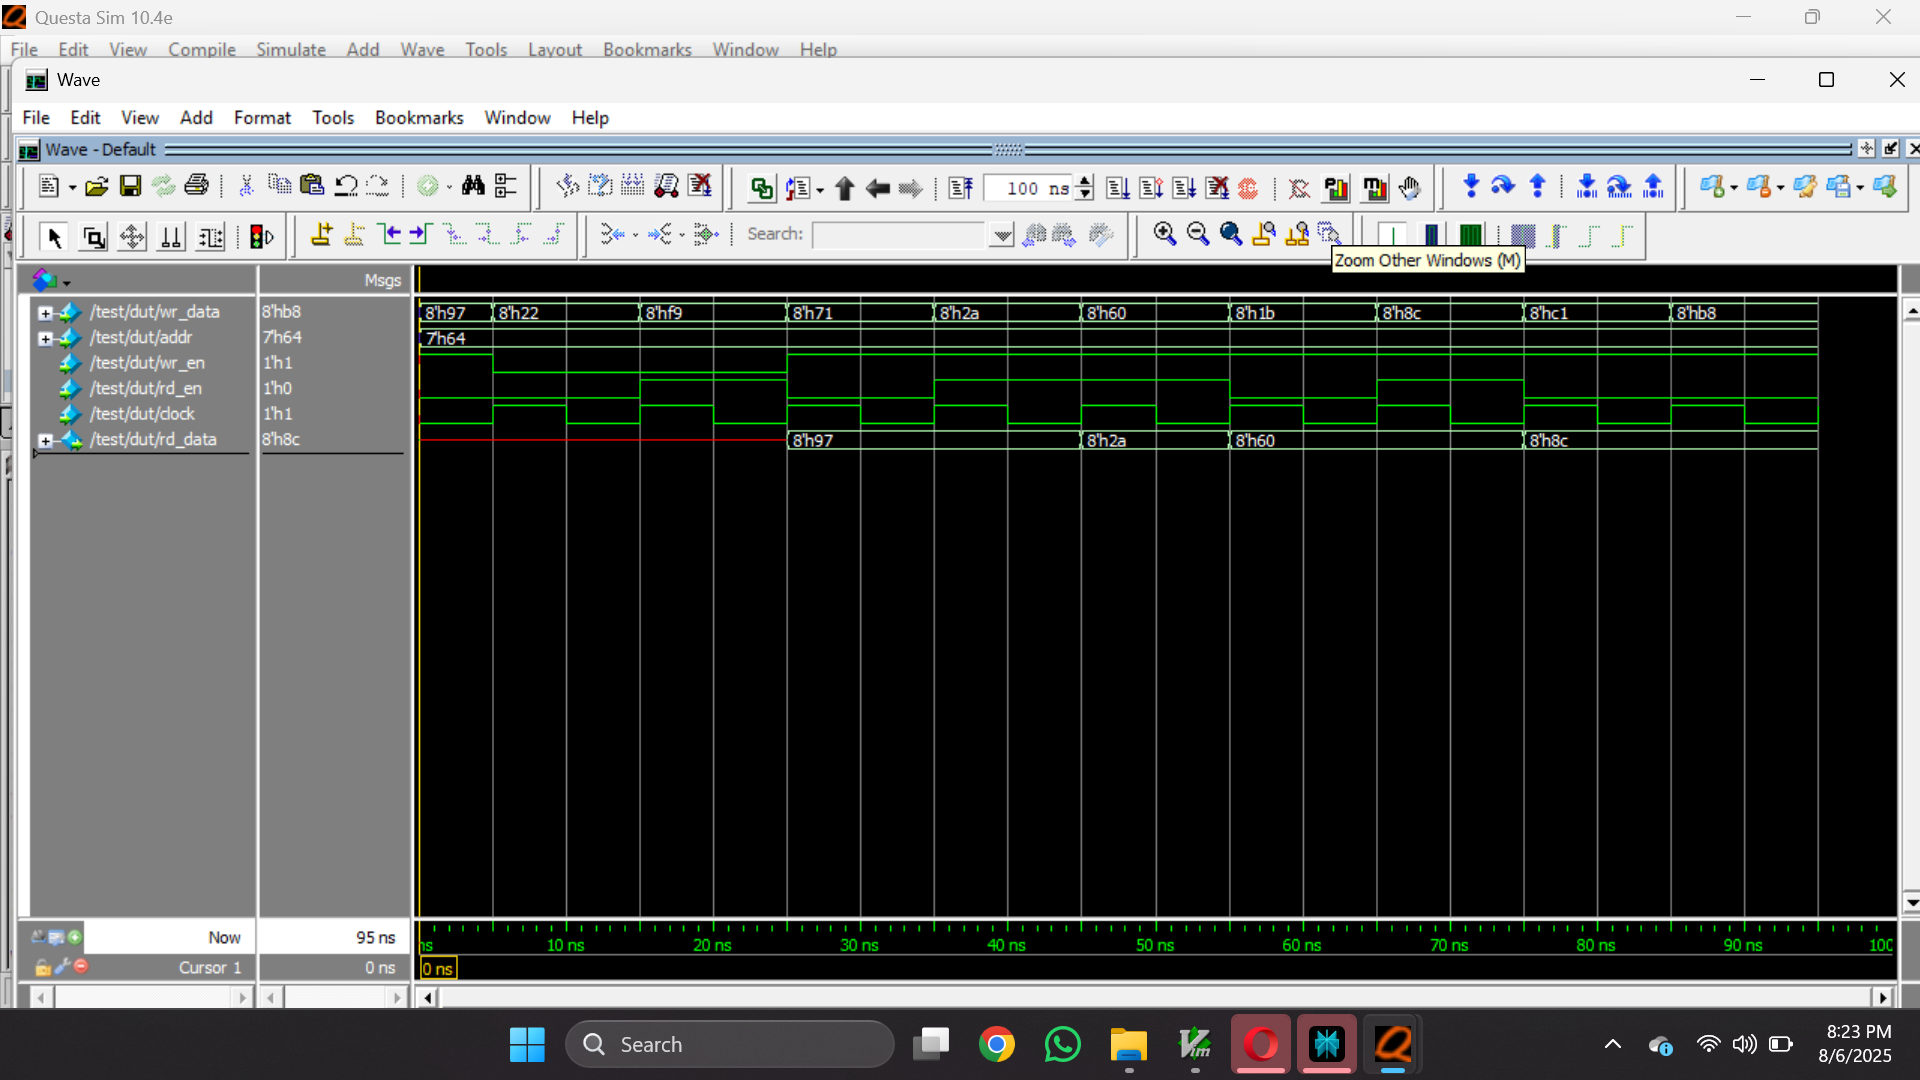 Questa Sim 10.4e
File Edit View Compile Simulate Add Wave Tools Layout Bookmarks Window Help
Wave
File Edit View Add Format Tools Bookmarks Window Help
Wave - Default
100 ns
Search:
Zoom Other Windows (M)
Msgs
/test/dut/wr_data 8'hb8 8'h97 8'h22 8'hf9 8'h71 8'h2a 8'h60 8'h1b 8'h8c 8'hc1 8'hb8
/test/dut/addr 7'h64 7'h64
/test/dut/wr_en 1'h1
/test/dut/rd_en 1'h0
/test/dut/clock 1'h1
/test/dut/rd_data 8'h8c 8'h97 8'h2a 8'h60 8'h8c
Now 95 ns ns 10 ns 20 ns 30 ns 40 ns 50 ns 60 ns 70 ns 80 ns 90 ns 100
Cursor 1 0 ns 0 ns
Search
8:23 PM
8/6/2025